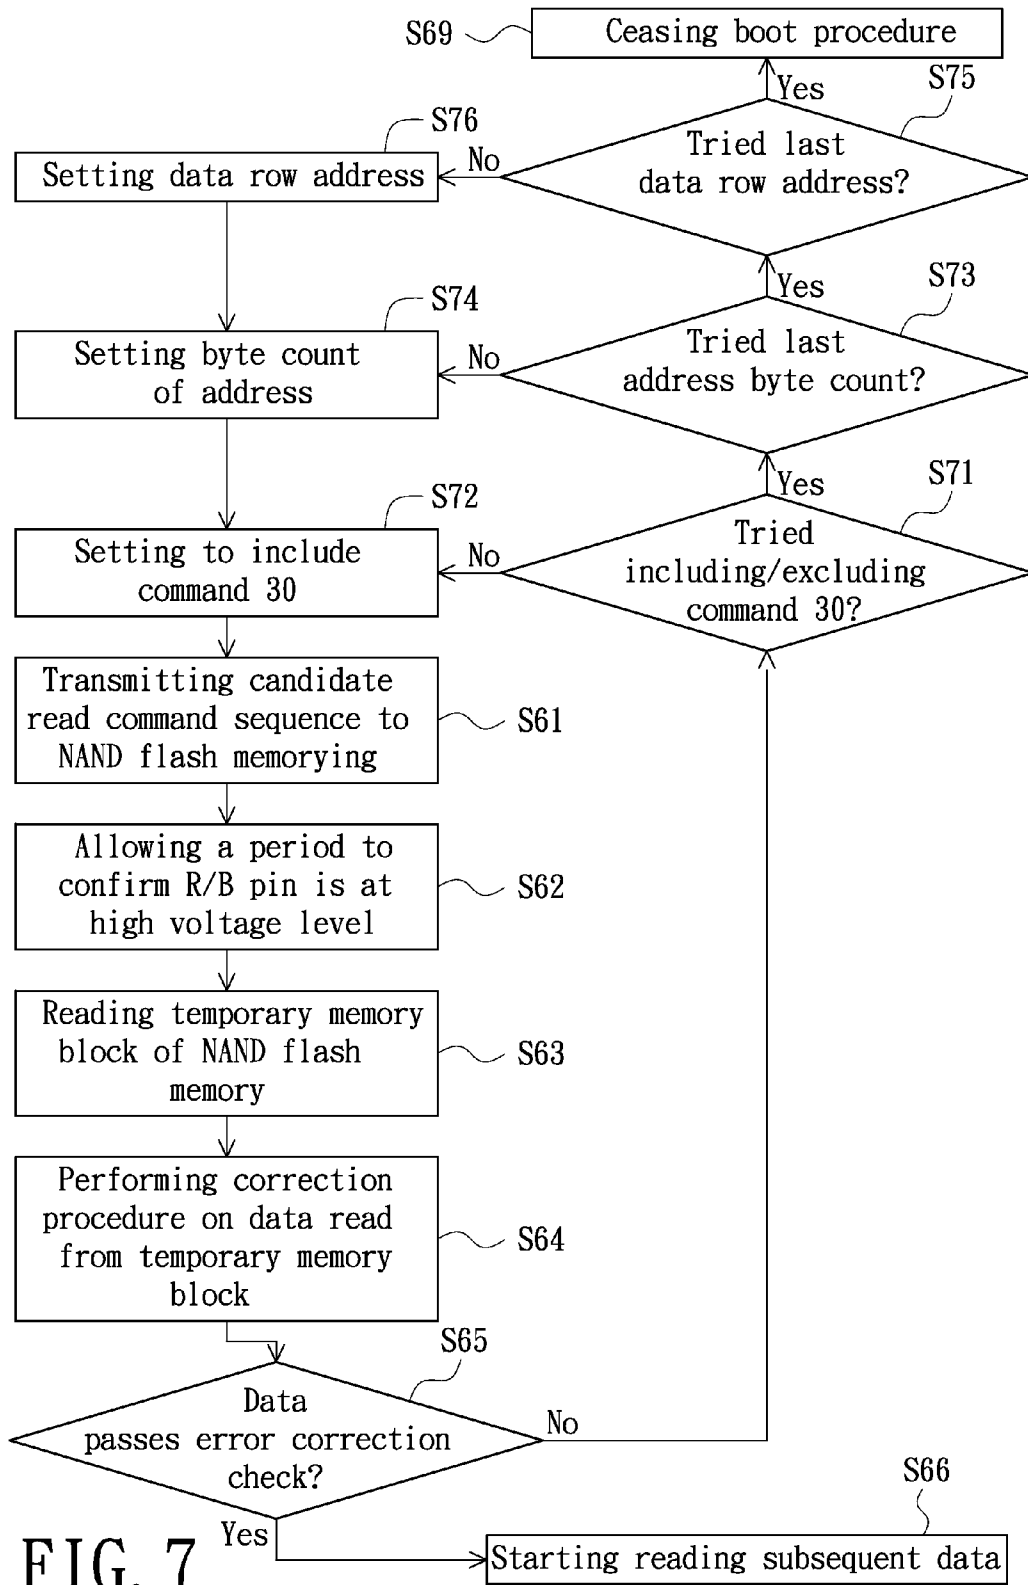 S69
Ceasing boot procedure
Yes
S75
S76
Tried last
data row address?
No
Setting data row address
Yes
S73
S74
Tried last
address byte count?
No
Setting byte count
of address
Yes
S71
S72
Tried
including/excluding
command 30?
No
Setting to include
command 30
Transmitting candidate
read command sequence to
NAND flash memorying
S61
Allowing a period to
confirm R/B pin is at
high voltage level
S62
Reading temporary memory
block of NAND flash
memory
S63
Performing correction
procedure on data read
from temporary memory
block
S64
S65
Data
passes error correction
check?
No
Yes
S66
Starting reading subsequent data
FIG. 7